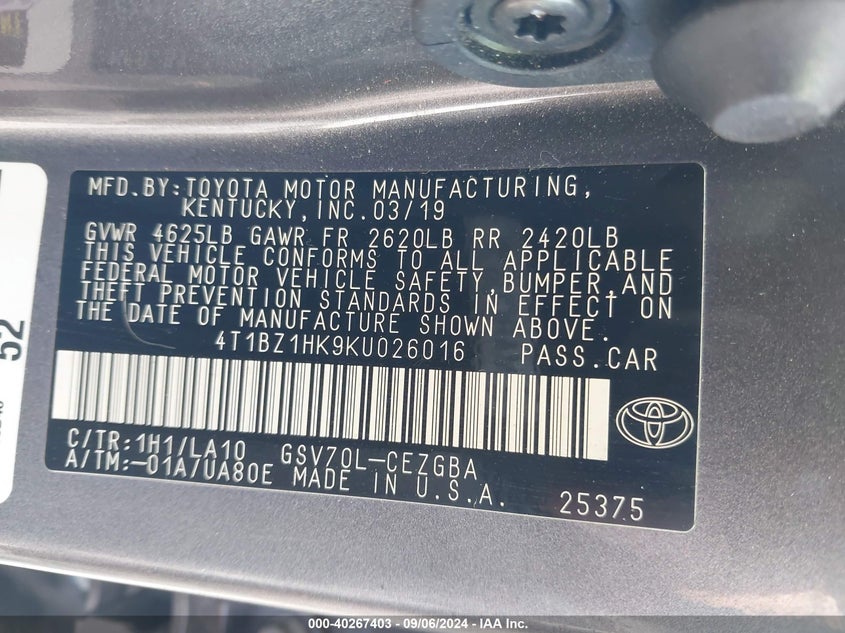 MFD.BY:TOYOTA MOTOR MANUFACTURING,
KENTUCKY,INC.03/19
GVWR 4625LB GAWR FR 2620LB RR 2420LB
THIS VEHICLE CONFORMS TO ALL APPLICABLE
FEDERAL MOTOR VEHICLE SAFETY,BUMPER,AND
THEFT PREVENTION STANDARDS IN EFFECT ON
THE DATE OF MANUFACTURE SHOWN ABOVE.
4T1BZ1HK9KU026016 PASS.CAR
C/TR:1H1/LA10 GSV70L-CEZGBA
A/TM:-01A/UA80E MADE IN U.S.A. 25375
52
000-40267403 - 09/06/2024 - IAA Inc.